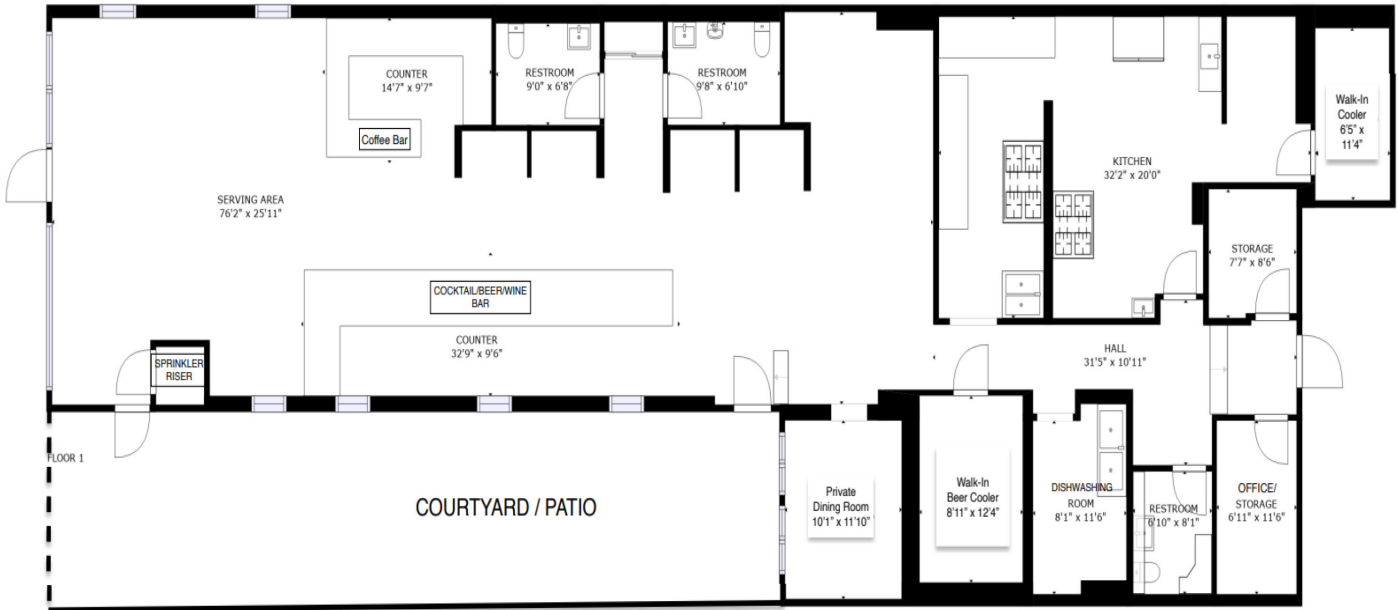 COUNTER
14'7" x 9'7"
Coffee Bar
RESTROOM
9'0" x 6'8"
RESTROOM
9'8" x 6'10"
Walk-In
Cooler
6'5" x
11'4"
KITCHEN
32'2" x 20'0"
SERVING AREA
76'2" x 25'11"
STORAGE
7'7" x 8'6"
COCKTAIL/BEER/WINE
BAR
COUNTER
32'9" x 9'6"
HALL
31'5" x 10'11"
SPRINKLER
RISER
FLOOR 1
COURTYARD / PATIO
Private
Dining Room
10'1" x 11'10"
Walk-In
Beer Cooler
8'11" x 12'4"
DISHWASHING
ROOM
8'1" x 11'6"
RESTROOM
6'10" x 8'1"
OFFICE/
STORAGE
6'11" x 11'6"